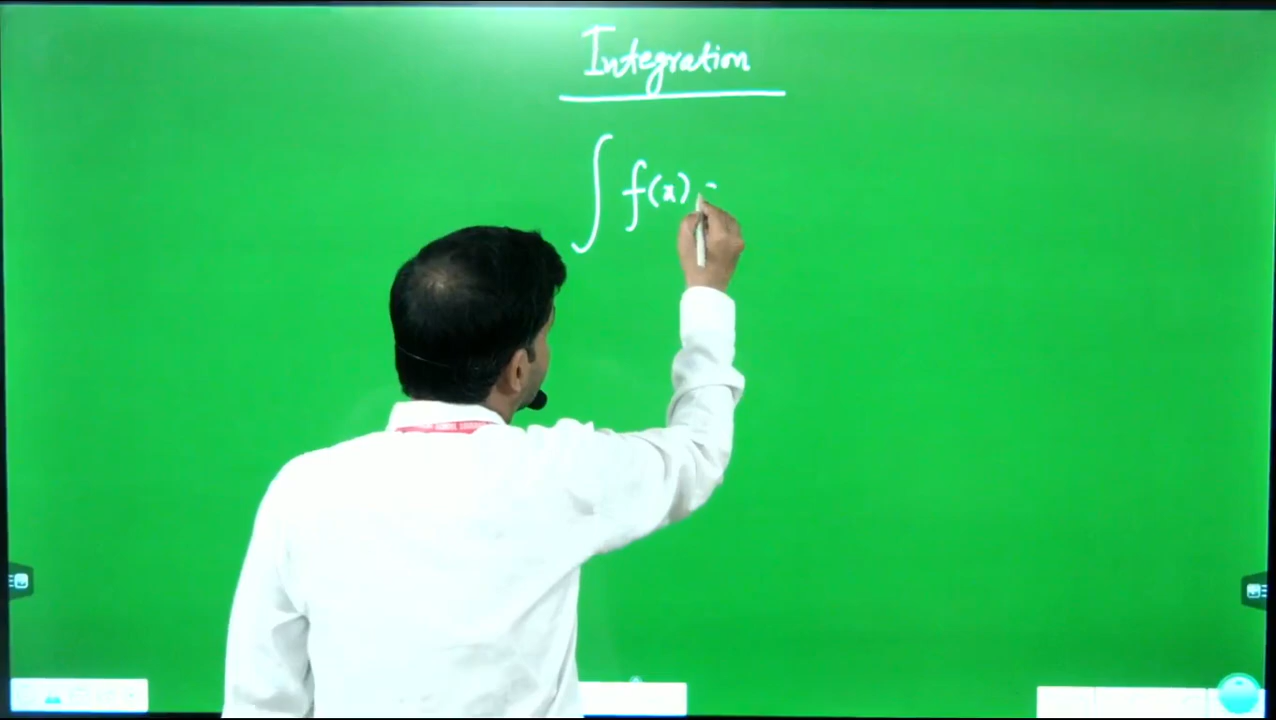 Integration
∫ f(x)